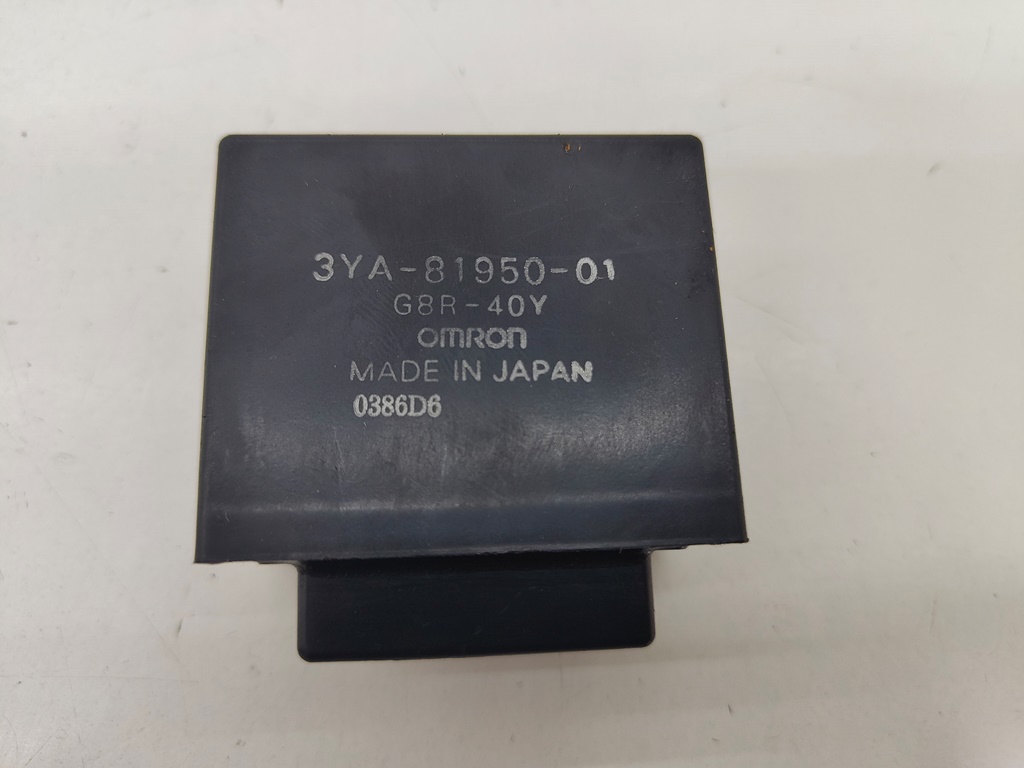 3YA-81950-01
G8R-40Y
omron
MADE IN JAPAN
0386D6